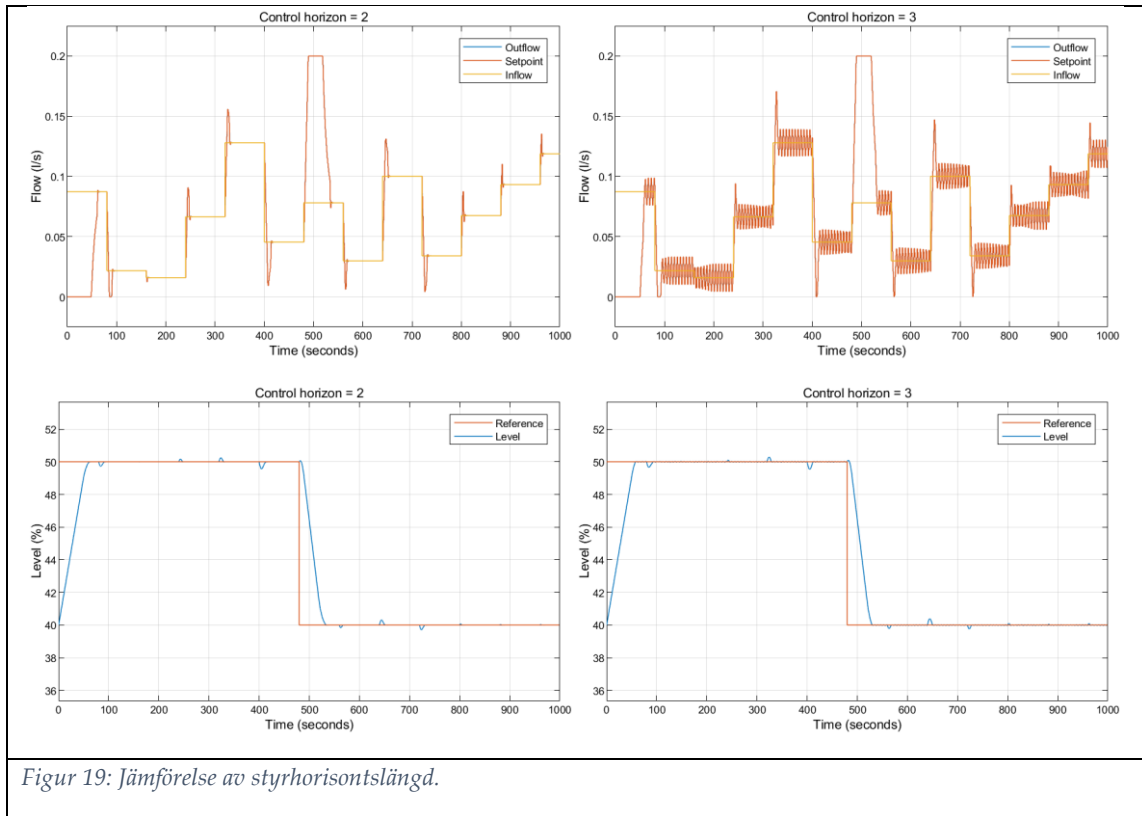 Control horizon = 2
Outflow
Setpoint
Inflow
0.2
0.15
0.1
0.05
0
Flow (l/s)
0 100 200 300 400 500 600 700 800 900 1000
Time (seconds)
Control horizon = 3
Outflow
Setpoint
Inflow
0.2
0.15
0.1
0.05
0
Flow (l/s)
0 100 200 300 400 500 600 700 800 900 1000
Time (seconds)
Control horizon = 2
Reference
Level
52
50
48
46
44
42
40
38
36
Level (%)
0 100 200 300 400 500 600 700 800 900 1000
Time (seconds)
Control horizon = 3
Reference
Level
52
50
48
46
44
42
40
38
36
Level (%)
0 100 200 300 400 500 600 700 800 900 1000
Time (seconds)
Figur 19: Jämförelse av styrhorisontslängd.